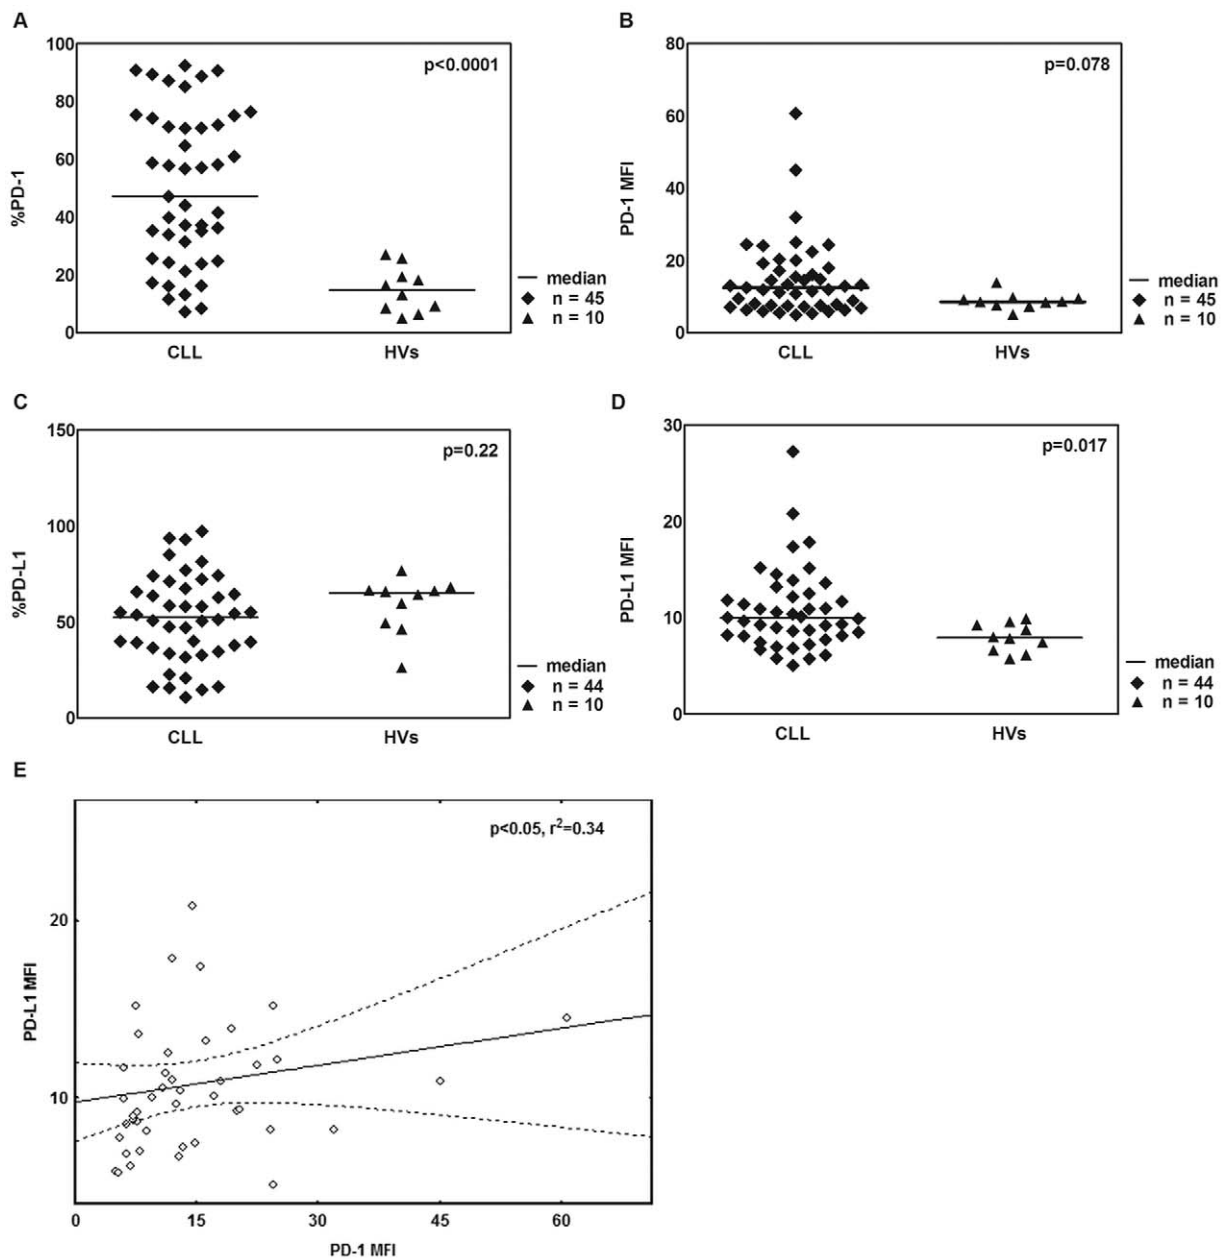 A
100
80
60
40
20
0
%PD-1
p<0.0001
CLL
HVs
median
n = 45
n = 10
B
80
60
40
20
0
PD-1 MFI
p=0.078
CLL
HVs
median
n = 45
n = 10
C
150
100
50
0
%PD-L1
p=0.22
CLL
HVs
median
n = 44
n = 10
D
30
20
10
0
PD-L1 MFI
p=0.017
CLL
HVs
median
n = 44
n = 10
E
p<0.05, r²=0.34
20
10
PD-L1 MFI
0 15 30 45 60
PD-1 MFI